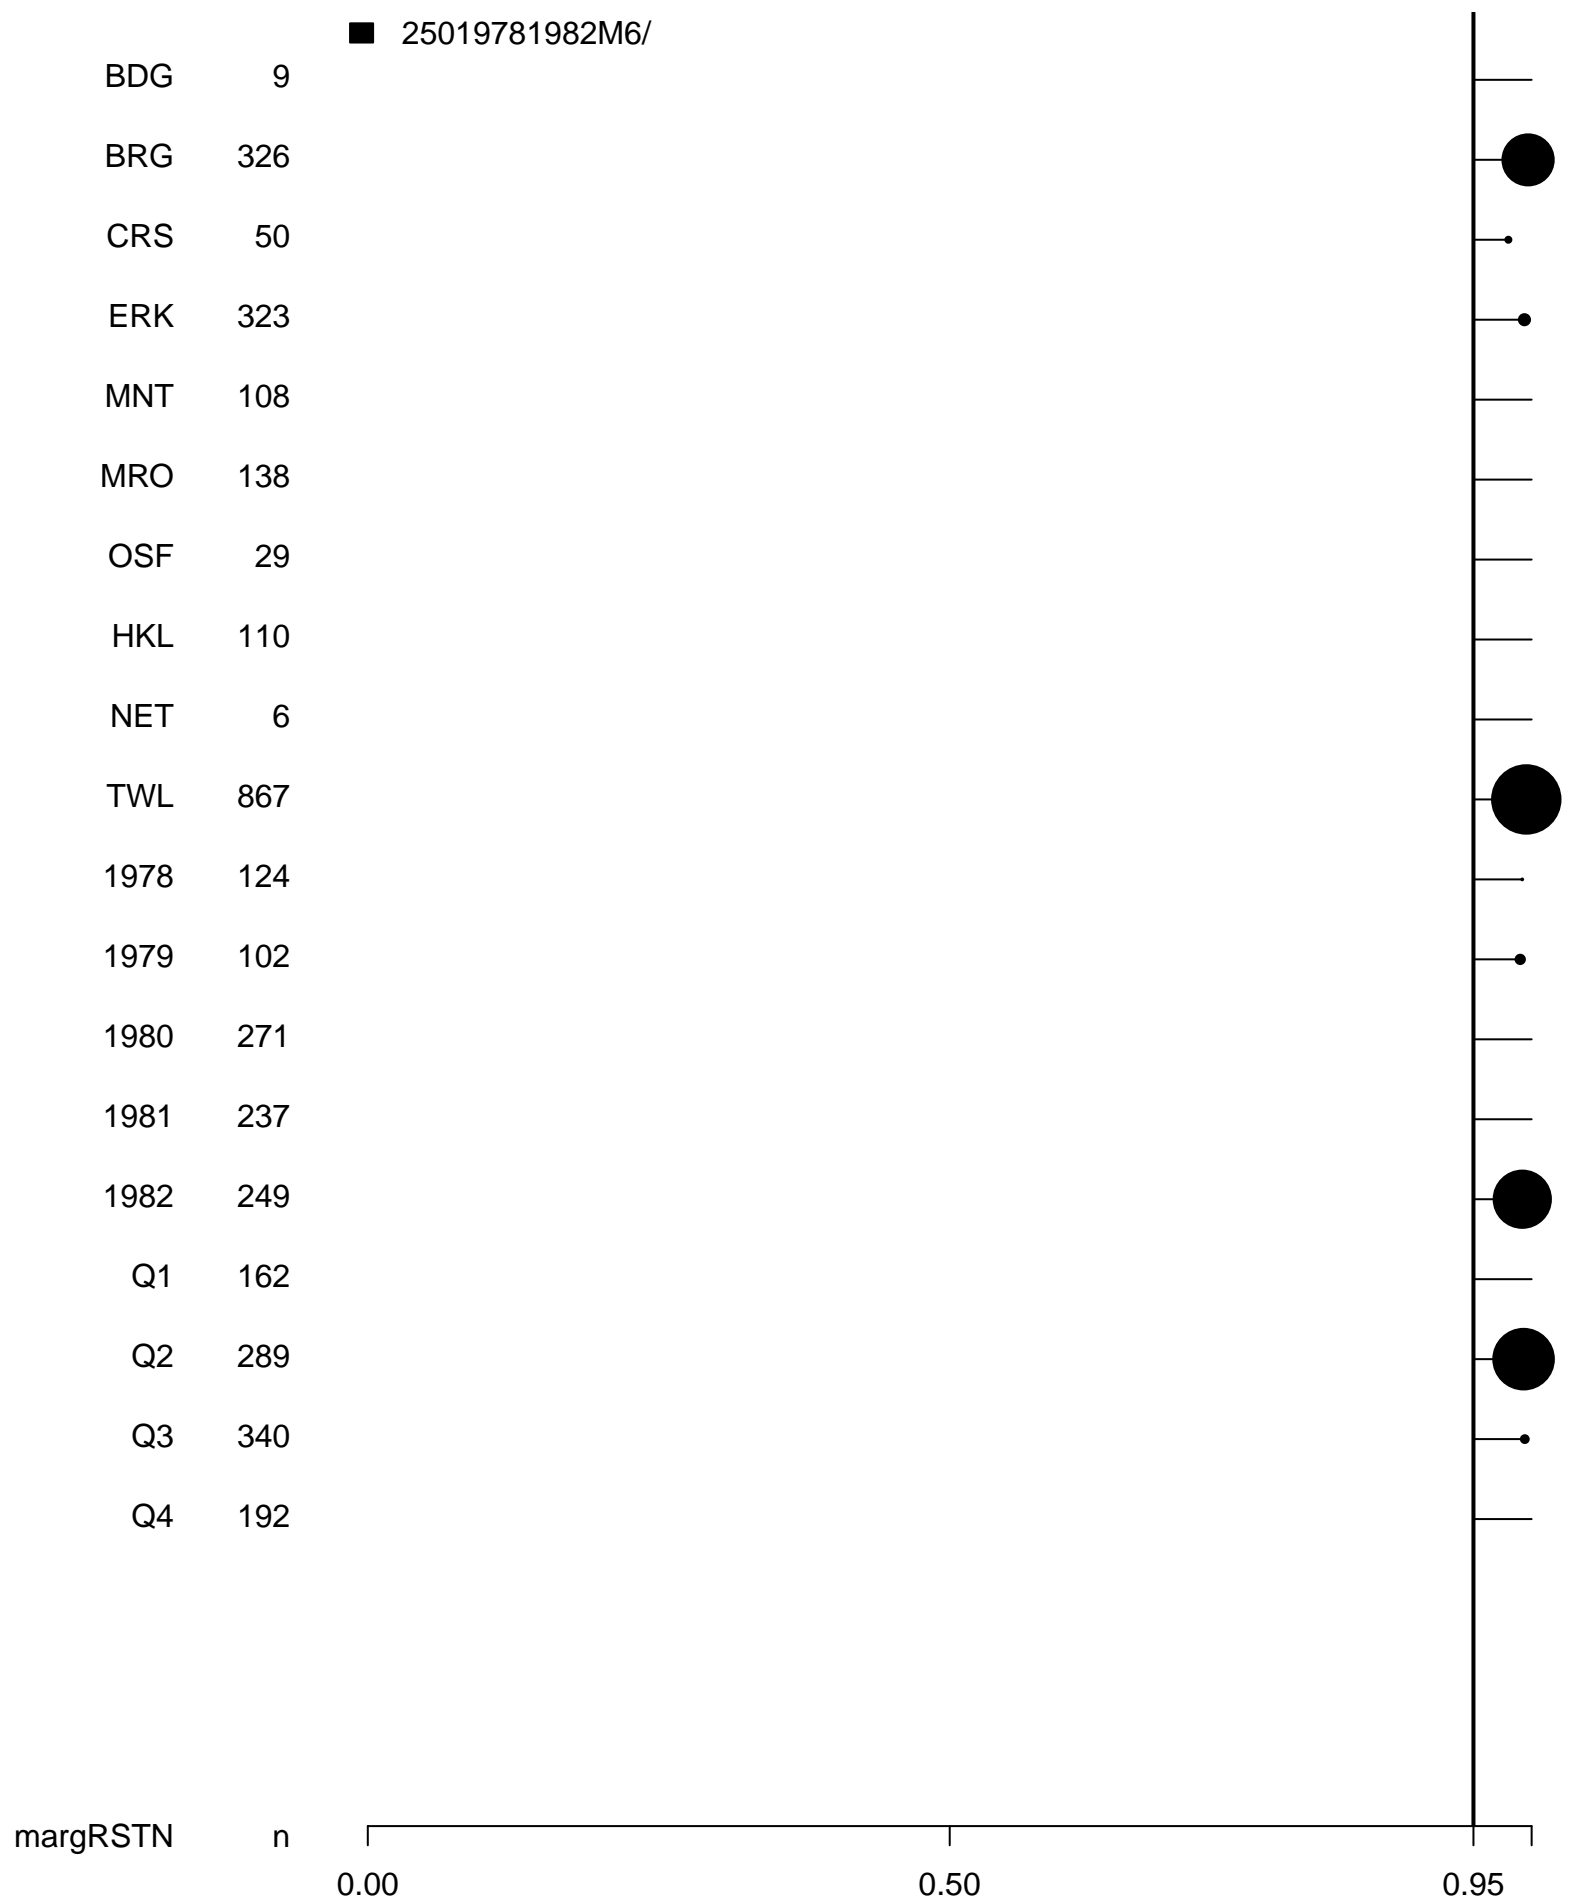 25019781982M6/
BDG 9
BRG 326
CRS 50
ERK 323
MNT 108
MRO 138
OSF 29
HKL 110
NET 6
TWL 867
1978 124
1979 102
1980 271
1981 237
1982 249
Q1 162
Q2 289
Q3 340
Q4 192
margRSTN n
0.00 0.50 0.95